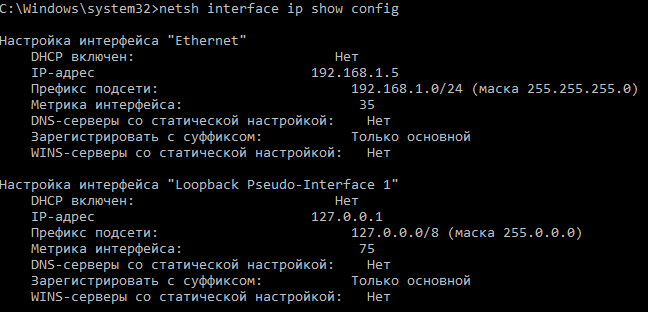 C:\Windows\system32>netsh interface ip show config
Настройка интерфейса "Ethernet"
DHCP включен: Нет
IP-адрес 192.168.1.5
Префикс подсети: 192.168.1.0/24 (маска 255.255.255.0)
Метрика интерфейса: 35
DNS-серверы со статической настройкой: Нет
Зарегистрировать с суффиксом: Только основной
WINS-серверы со статической настройкой: Нет
Настройка интерфейса "Loopback Pseudo-Interface 1"
DHCP включен: Нет
IP-адрес 127.0.0.1
Префикс подсети: 127.0.0.0/8 (маска 255.0.0.0)
Метрика интерфейса: 75
DNS-серверы со статической настройкой: Нет
Зарегистрировать с суффиксом: Только основной
WINS-серверы со статической настройкой: Нет